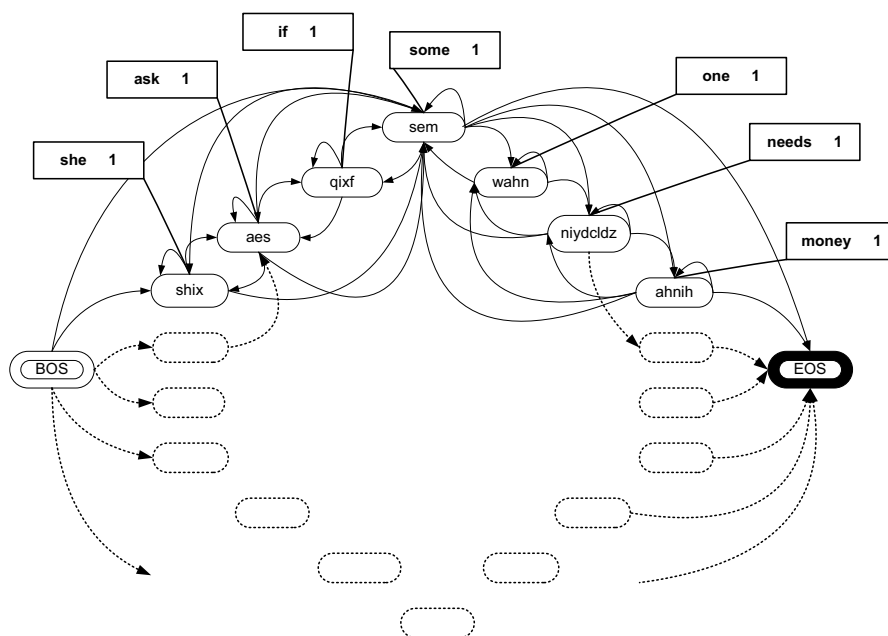 if 1
some 1
ask 1
one 1
sem
needs 1
she 1
qixf
wahn
aes
niydcldz
money 1
shix
ahnih
BOS
EOS